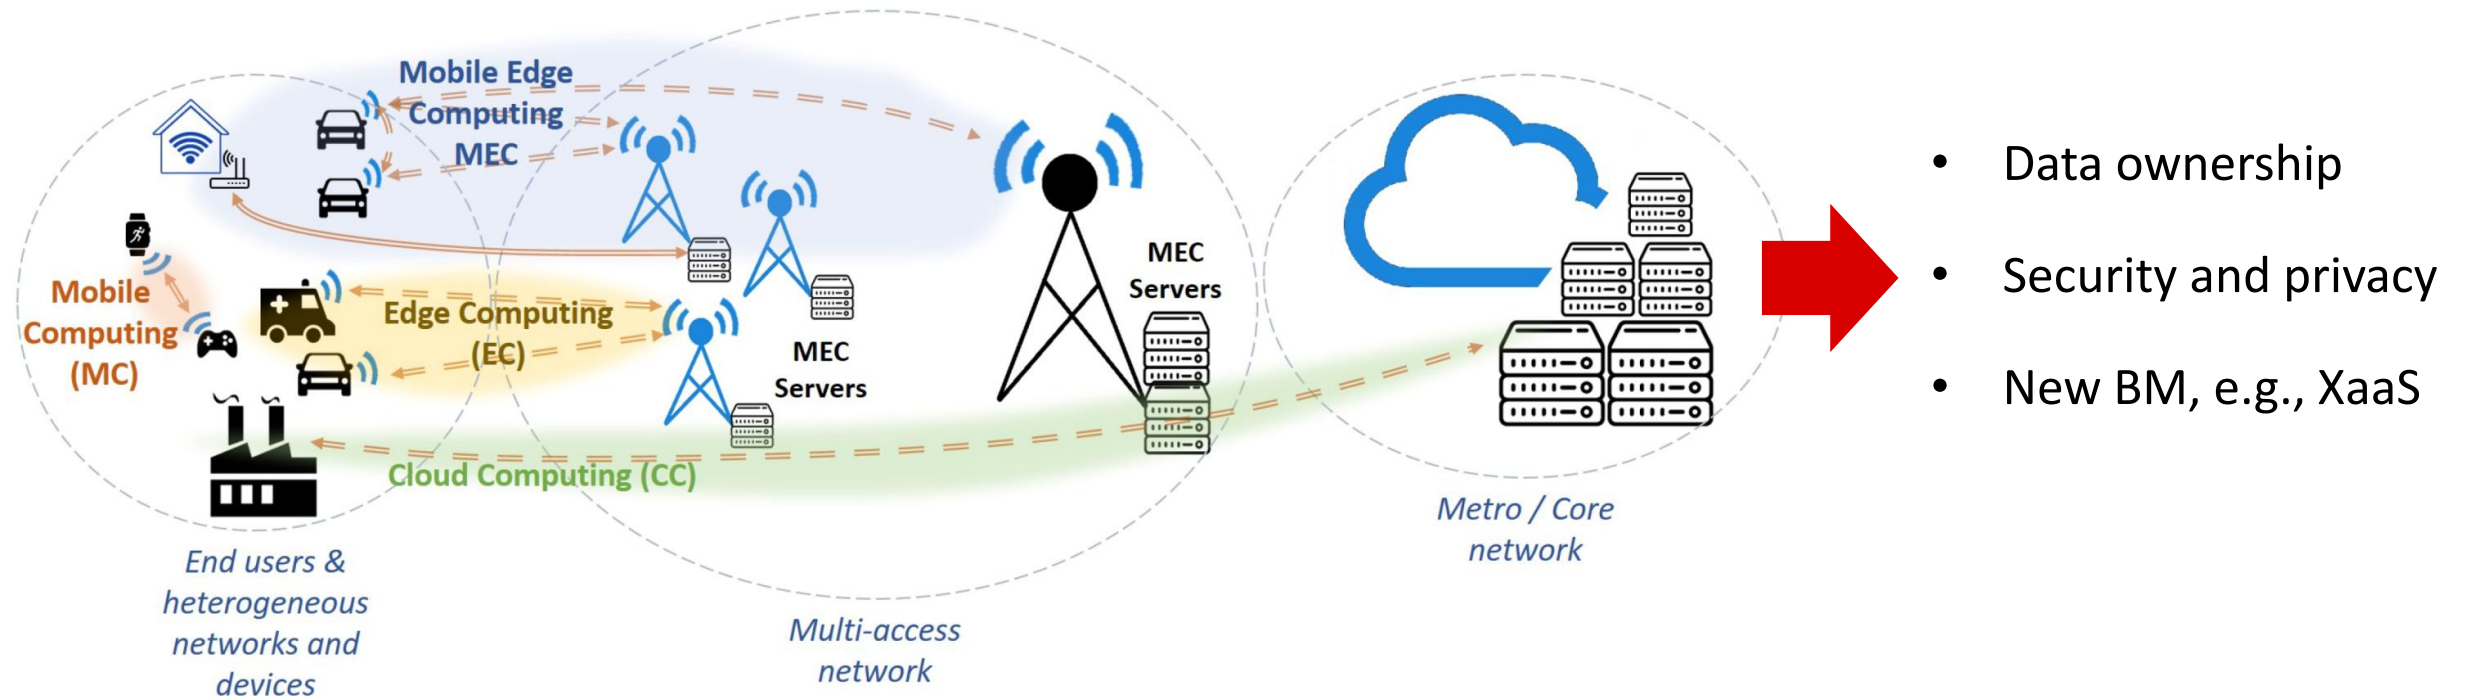 Mobile Edge
Computing
MEC
Mobile
Computing
(MC)
Edge Computing
(EC)
Cloud Computing (CC)
MEC
Servers
MEC
Servers
End users &
heterogeneous
networks and
devices
Multi-access
network
Metro / Core
network
• Data ownership
• Security and privacy
• New BM, e.g., XaaS